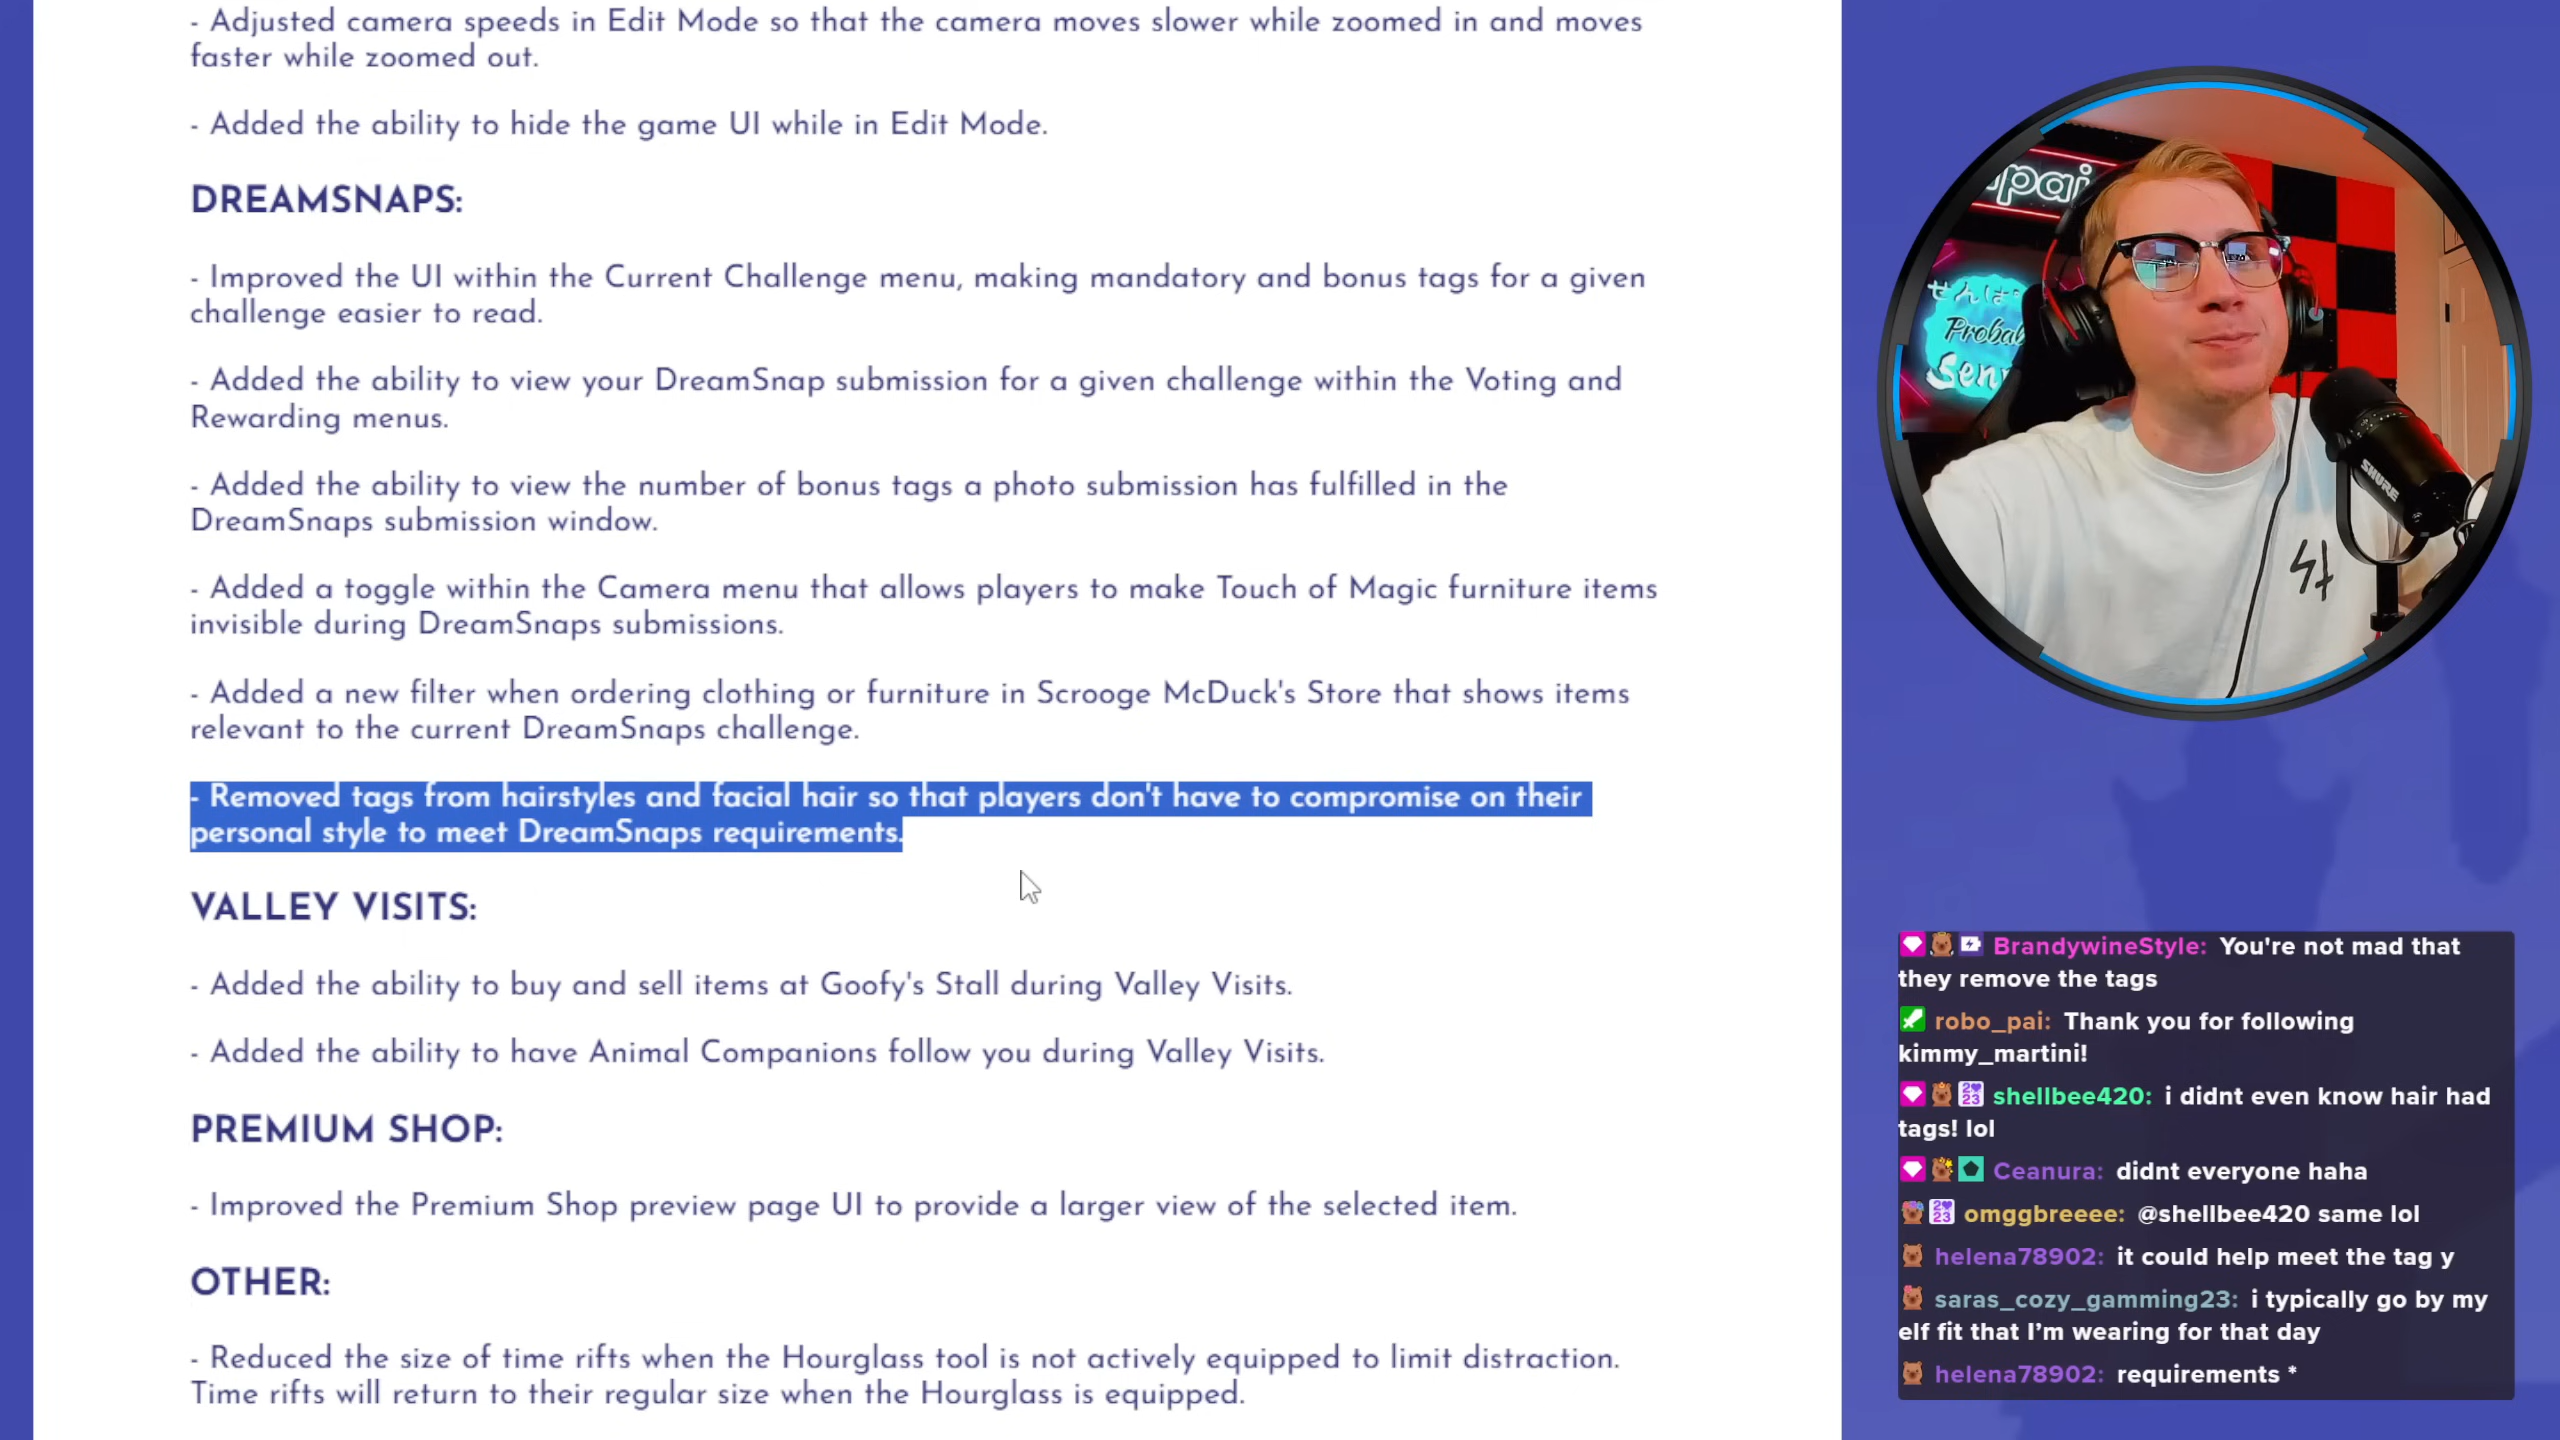 - Adjusted camera speeds in Edit Mode so that the camera moves slower while zoomed in and moves
faster while zoomed out.
- Added the ability to hide the game UI while in Edit Mode.
DREAMSNAPS:
- Improved the UI within the Current Challenge menu, making mandatory and bonus tags for a given
challenge easier to read.
- Added the ability to view your DreamSnap submission for a given challenge within the Voting and
Rewarding menus.
- Added the ability to view the number of bonus tags a photo submission has fulfilled in the
DreamSnaps submission window.
- Added a toggle within the Camera menu that allows players to make Touch of Magic furniture items
invisible during DreamSnaps submissions.
- Added a new filter when ordering clothing or furniture in Scrooge McDuck's Store that shows items
relevant to the current DreamSnaps challenge.
- Removed tags from hairstyles and facial hair so that players don't have to compromise on their
personal style to meet DreamSnaps requirements.
VALLEY VISITS:
- Added the ability to buy and sell items at Goofy's Stall during Valley Visits.
- Added the ability to have Animal Companions follow you during Valley Visits.
PREMIUM SHOP:
- Improved the Premium Shop preview page UI to provide a larger view of the selected item.
OTHER:
- Reduced the size of time rifts when the Hourglass tool is not actively equipped to limit distraction.
Time rifts will return to their regular size when the Hourglass is equipped.
pai
せんぱ
Probab
Sen
SHURE
BrandywineStyle: You're not mad that
they remove the tags
robo_pai: Thank you for following
kimmy_martini!
shellbee420: i didnt even know hair had
tags! lol
Ceanura: didnt everyone haha
omggbreeee: @shellbee420 same lol
helena78902: it could help meet the tag y
saras_cozy_gamming23: i typically go by my
elf fit that I'm wearing for that day
helena78902: requirements *